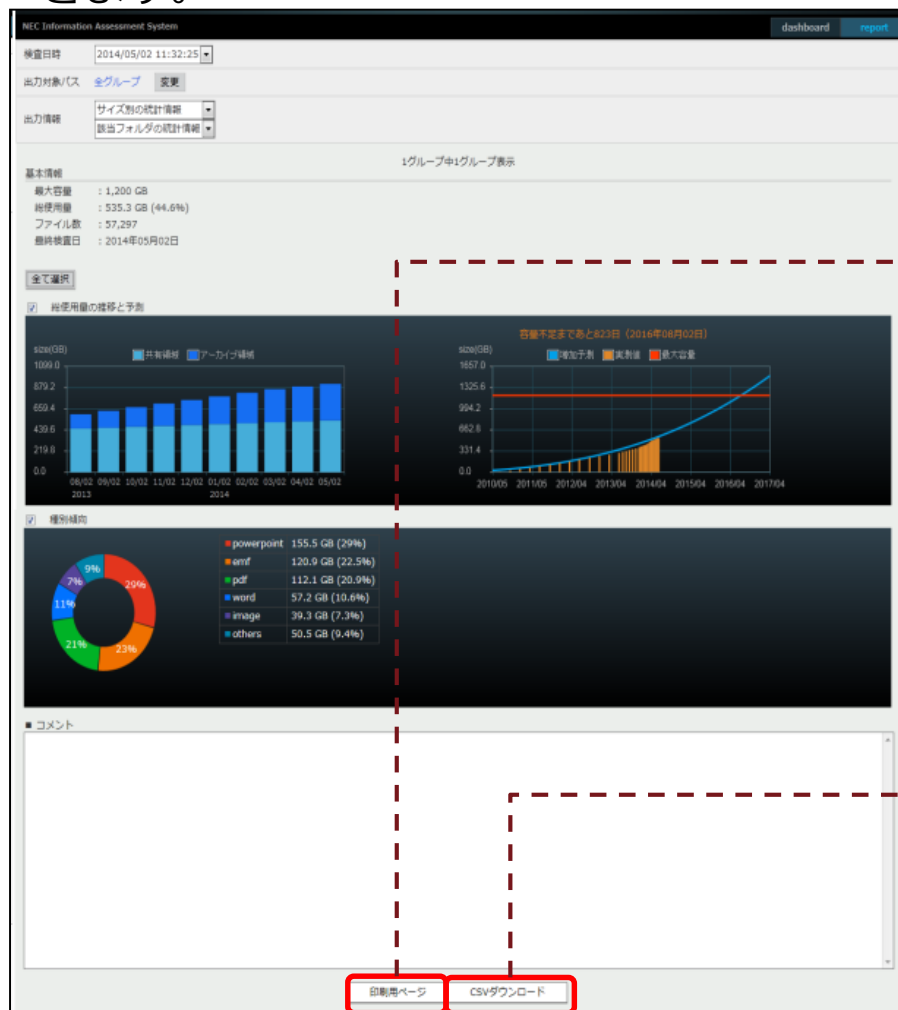 とします。
NEC Information Assessment System
dashboard report
検査日時 2014/05/02 11:32:25
出力対象パス 全グループ 変更
出力情報 サイズ別の統計情報
該当フォルダの統計情報
1グループ中1グループ表示
基本情報
最大容量 : 1,200 GB
総使用量 : 535.3 GB (44.6%)
ファイル数 : 57,297
最終検査日 : 2014年05月02日
全て選択
総使用量の推移と予測
size(GB) 共有領域 アーカイブ領域
1099.0
879.2
659.4
439.6
219.8
0.0
08/02 09/02 10/02 11/02 12/02 01/02 02/02 03/02 04/02 05/02
2013 2014
容量不足まであと823日（2016年08月02日）
size(GB) 増加予測 実測値 最大容量
1657.0
1325.6
994.2
662.8
331.4
0.0
2010/05 2011/05 2012/04 2013/04 2014/04 2015/04 2016/04 2017/04
種別傾向
9%
7%
11%
21%
23%
29%
powerpoint 155.5 GB (29%)
emf 120.9 GB (22.5%)
pdf 112.1 GB (20.9%)
word 57.2 GB (10.6%)
image 39.3 GB (7.3%)
others 50.5 GB (9.4%)
■ コメント
印刷用ページ CSVダウンロード